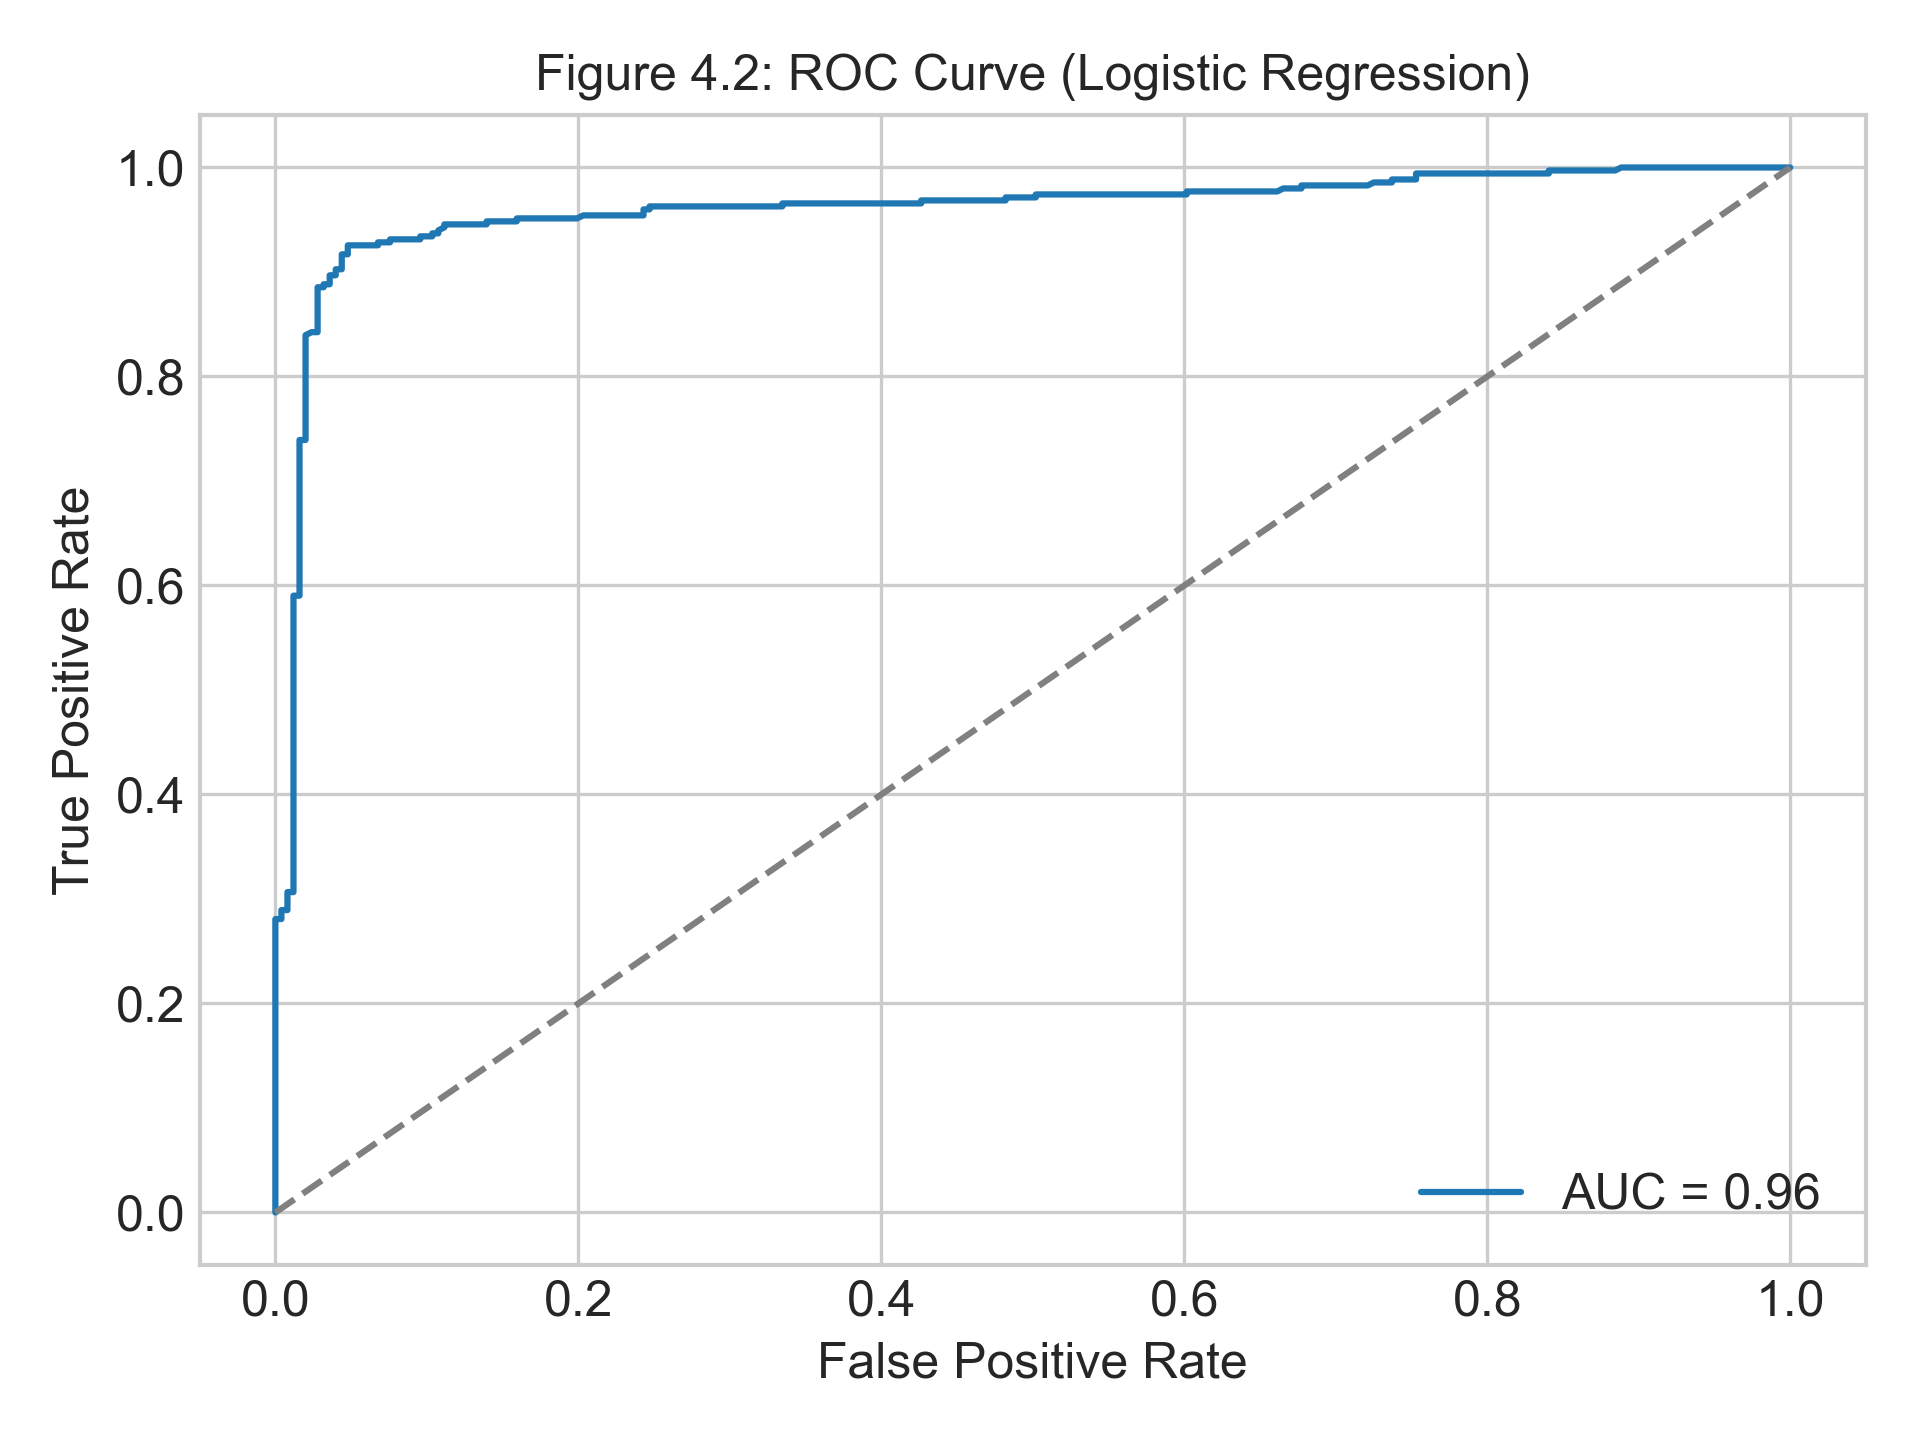 Figure 4.2: ROC Curve (Logistic Regression)
1.0
0.8
0.6
0.4
0.2
0.0
True Positive Rate
AUC = 0.96
0.0 0.2 0.4 0.6 0.8 1.0
False Positive Rate